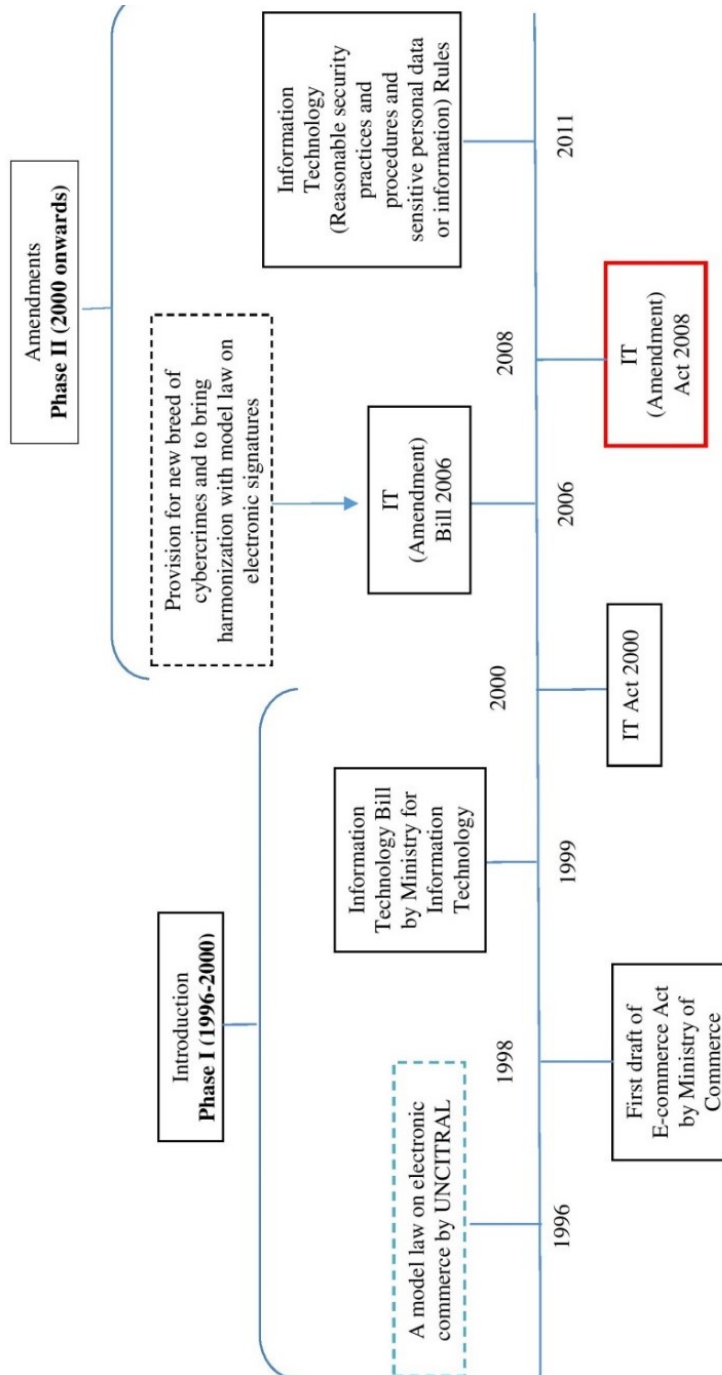 Introduction
Phase I (1996-2000)
Amendments
Phase II (2000 onwards)
A model law on electronic
commerce by UNCITRAL
Information
Technology Bill
by Ministry for
Information
Technology
Provision for new breed of
cybercrimes and to bring
harmonization with model law on
electronic signatures
IT
(Amendment)
Bill 2006
Information
Technology
(Reasonable security
practices and
procedures and
sensitive personal data
or information) Rules
1996
1998
1999
2000
2006
2008
2011
First draft of
E-commerce Act
by Ministry of
Commerce
IT Act 2000
IT
(Amendment)
Act 2008